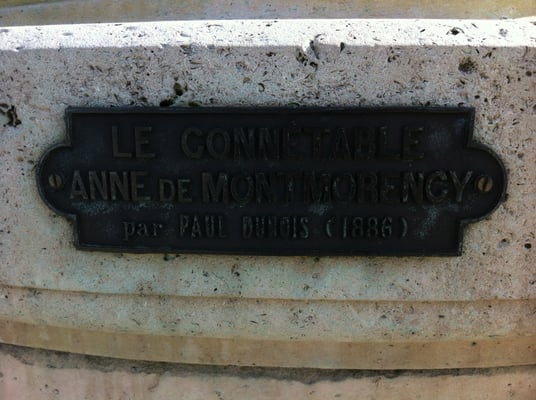 LE CONNÉTABLE
ANNE DE MONTMORENCY
par PAUL DUBOIS (1886)